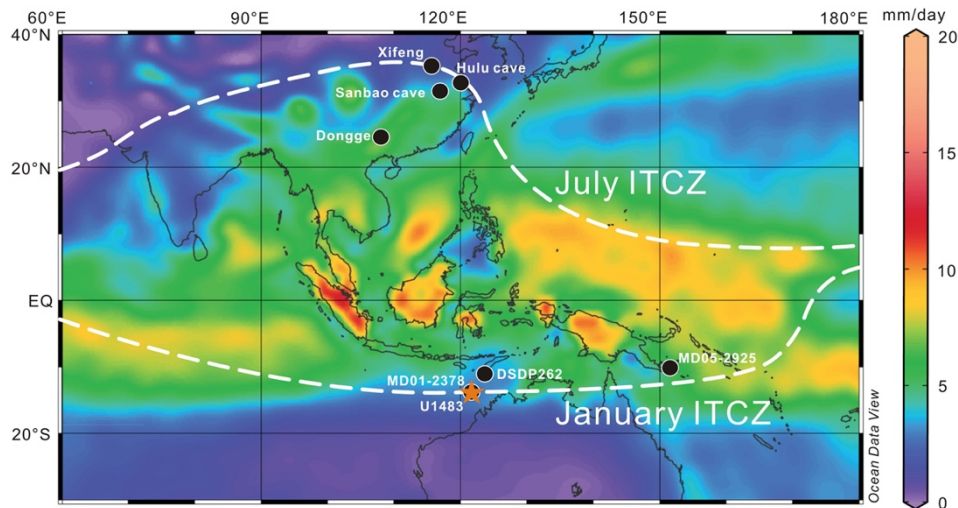 60°E 90°E 120°E 150°E 180°E mm/day
40°N
20°N
EQ
20°S
Xifeng
Hulu cave
Sanbao cave
Dongge
July ITCZ
MD05-2925
DSDP262
MD01-2378
U1483
January ITCZ
Ocean Data View
20
15
10
5
0